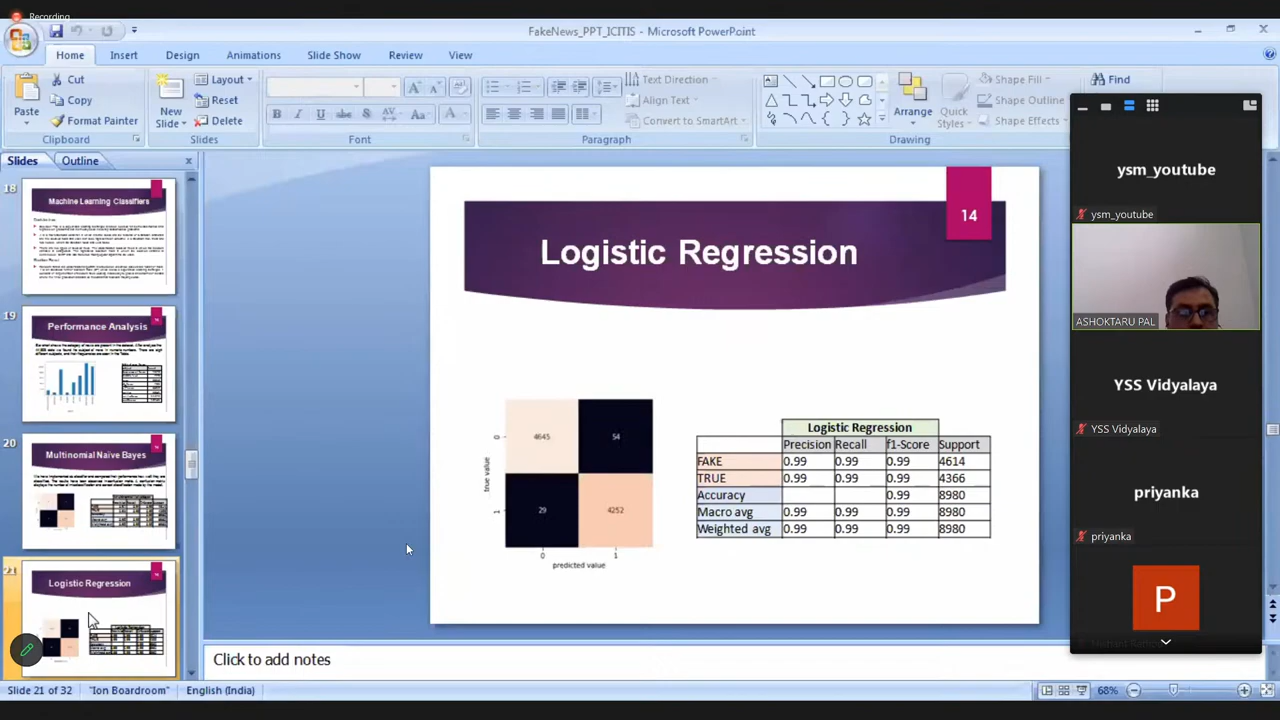 Recording
FakeNews_PPT_ICITIS - Microsoft PowerPoint
Home Insert Design Slide Show Animations Review View
Paste
Cut
Copy
Format Painter
Clipboard
New Slide
Layout
Reset
Delete
Slides
B I U abc S AV Aa A
Font
Text Direction
Align Text
Convert to SmartArt
Paragraph
Arrange
Quick Styles
Shape Fill
Shape Outline
Shape Effects
Drawing
Find
Slides Outline
18
Machine Learning Classifiers
19
Performance Analysis
20
Multinomial Naive Bayes
21
Logistic Regression
14
Logistic Regression
true value
0
1
4645 54
29 4252
0 1
predicted value
Logistic Regression
Precision Recall f1-Score Support
FAKE 0.99 0.99 0.99 4614
TRUE 0.99 0.99 0.99 4366
Accuracy 0.99 8980
Macro avg 0.99 0.99 0.99 8980
Weighted avg 0.99 0.99 0.99 8980
ysm_youtube
ysm_youtube
ASHOKTARU PAL
YSS Vidyalaya
YSS Vidyalaya
priyanka
priyanka
P
Click to add notes
Slide 21 of 32 "Ion Boardroom" English (India) 68%